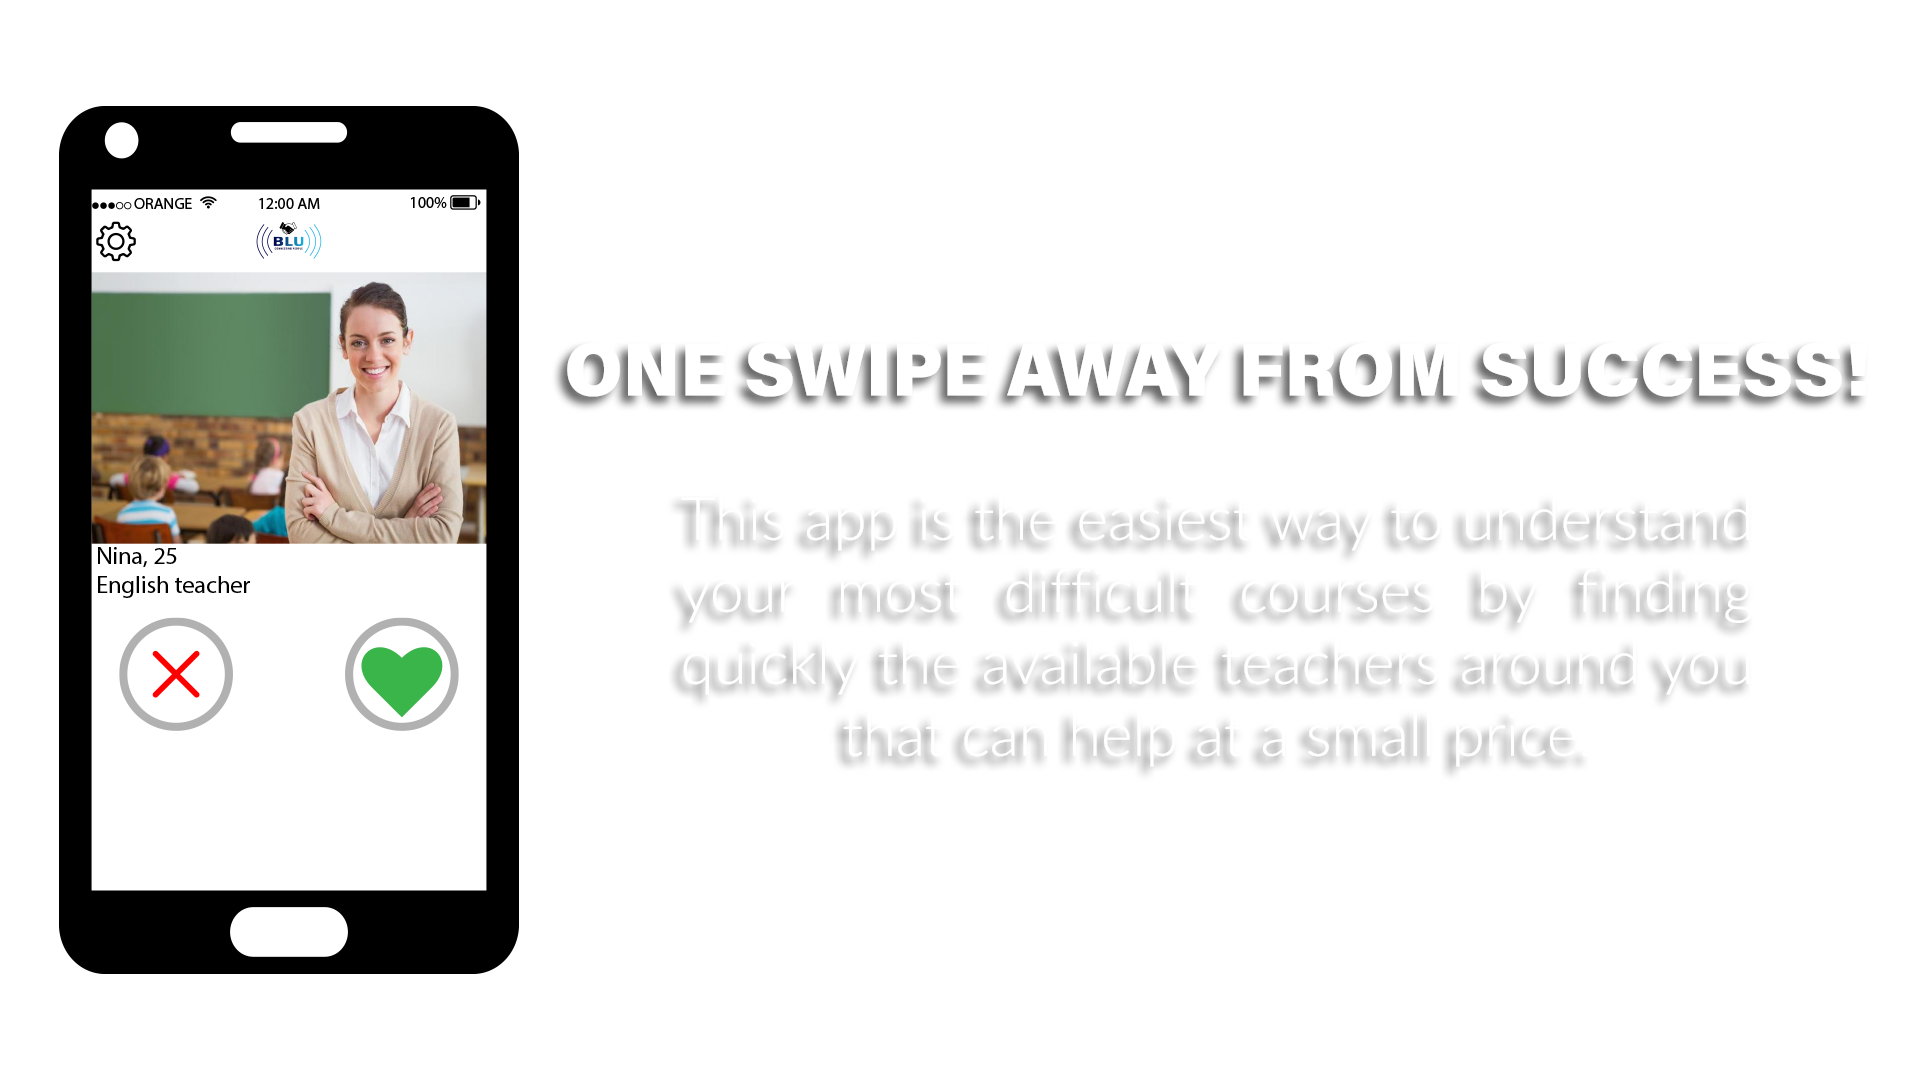 ORANGE 12:00 AM 100%
BLU
CONNECTING PEOPLE
Nina, 25
English teacher
ONE SWIPE AWAY FROM SUCCESS!
This app is the easiest way to understand
your most difficult courses by finding
quickly the available teachers around you
that can help at a small price.